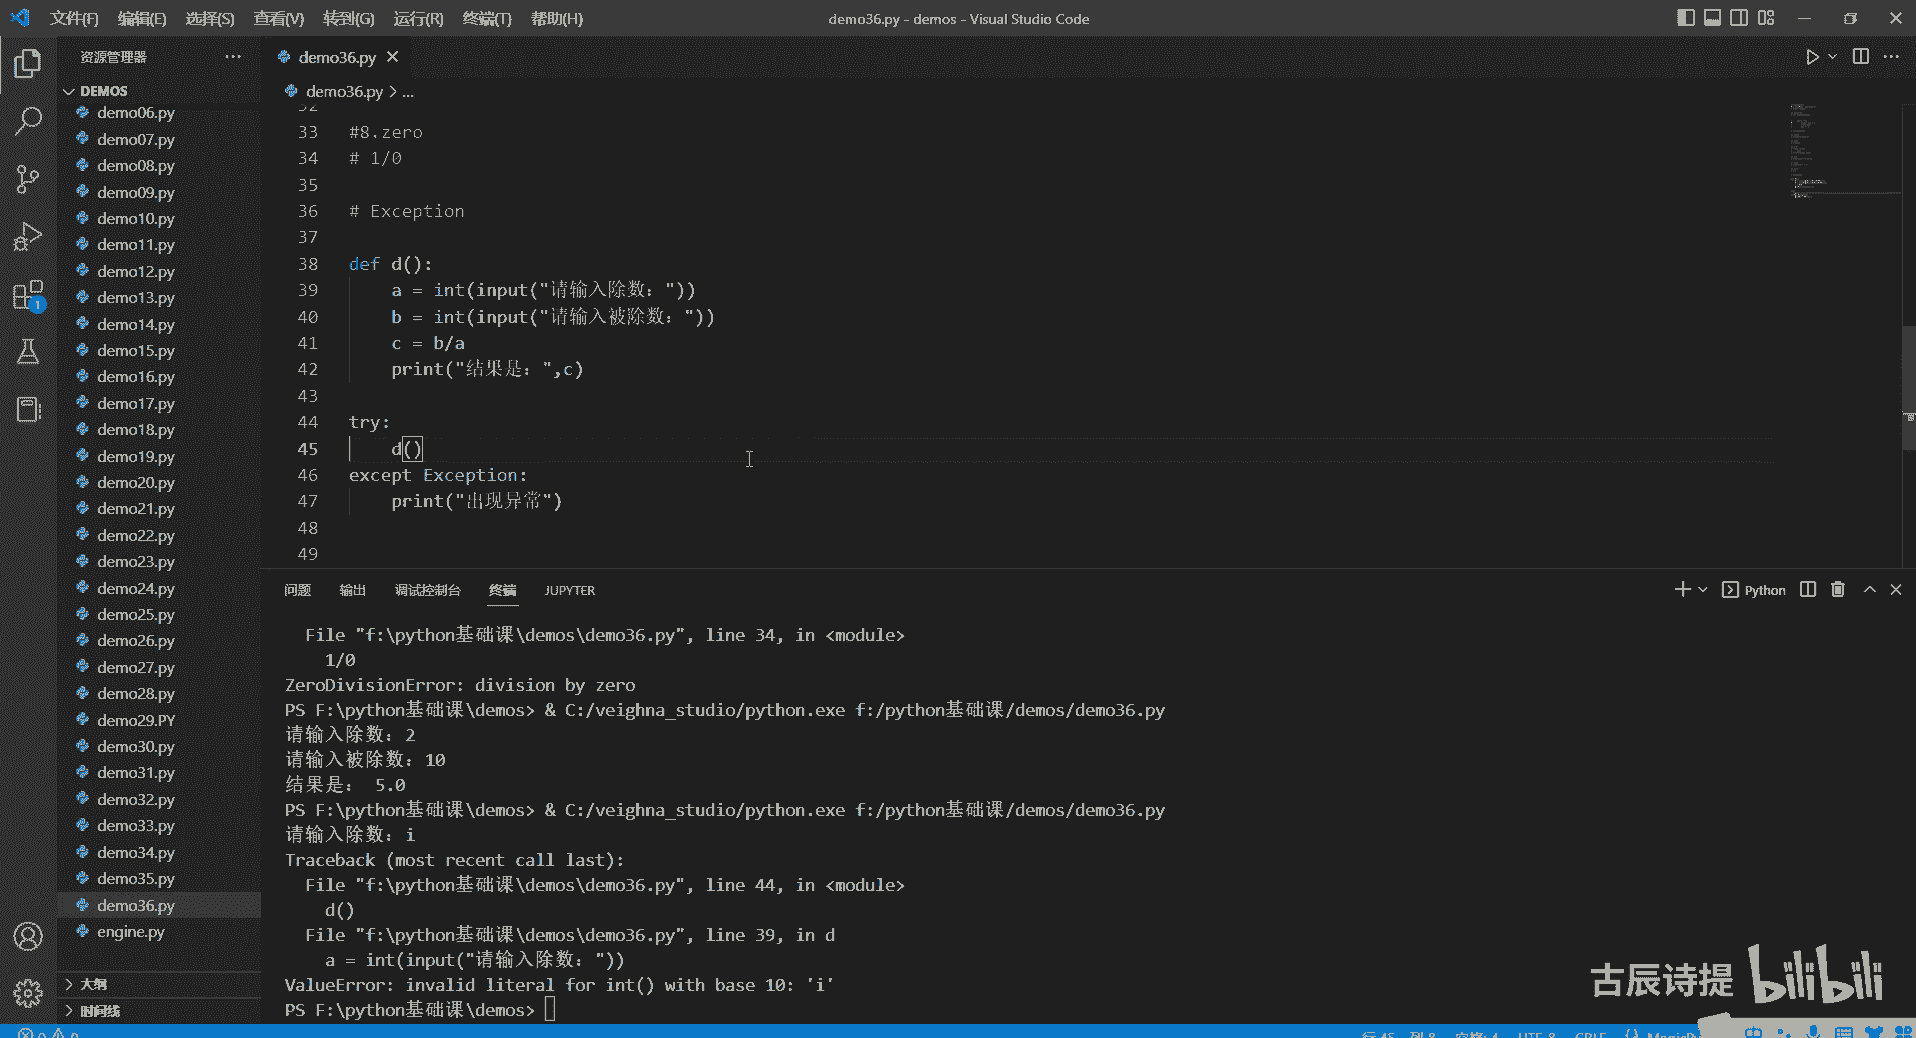 文件(F) 编辑(E) 选择(S) 查看(V) 转到(G) 运行(R) 终端(T) 帮助(H) demo36.py - demos - Visual Studio Code
资源管理器
DEMOS
demo06.py
demo07.py
demo08.py
demo09.py
demo10.py
demo11.py
demo12.py
demo13.py
demo14.py
demo15.py
demo16.py
demo17.py
demo18.py
demo19.py
demo20.py
demo21.py
demo22.py
demo23.py
demo24.py
demo25.py
demo26.py
demo27.py
demo28.py
demo29.PY
demo30.py
demo31.py
demo32.py
demo33.py
demo34.py
demo35.py
demo36.py
engine.py
大纲
时间线
1
demo36.py
demo36.py > ...
32
33 #8.zero
34 # 1/0
35
36 # Exception
37
38 def d():
39 a = int(input("请输入除数："))
40 b = int(input("请输入被除数："))
41 c = b/a
42 print("结果是：",c)
43
44 try:
45 d()
46 except Exception:
47 print("出现异常")
48
49
问题 输出 调试控制台 终端 JUPYTER Python
File "f:\python基础课\demos\demo36.py", line 34, in <module>
1/0
ZeroDivisionError: division by zero
PS F:\python基础课\demos> & C:/veighna_studio/python.exe f:/python基础课/demos/demo36.py
请输入除数：2
请输入被除数：10
结果是： 5.0
PS F:\python基础课\demos> & C:/veighna_studio/python.exe f:/python基础课/demos/demo36.py
请输入除数：i
Traceback (most recent call last):
File "f:\python基础课\demos\demo36.py", line 44, in <module>
d()
File "f:\python基础课\demos\demo36.py", line 39, in d
a = int(input("请输入除数："))
ValueError: invalid literal for int() with base 10: 'i'
PS F:\python基础课\demos>
古辰诗提 bilibili